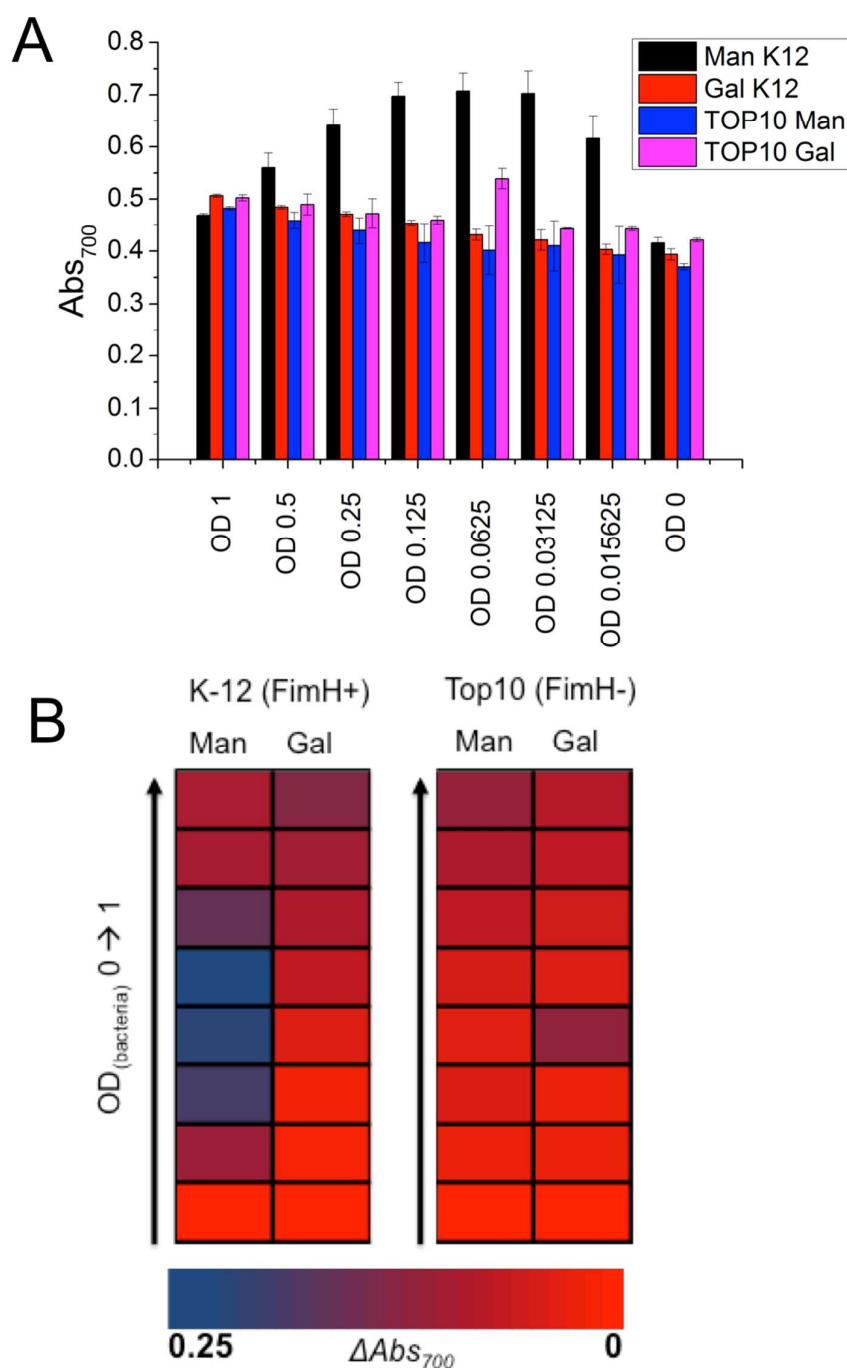 A
0.8
0.7
0.6
0.5
0.4
0.3
0.2
0.1
0.0
Abs700
Man K12
Gal K12
TOP10 Man
TOP10 Gal
OD 1
OD 0.5
OD 0.25
OD 0.125
OD 0.0625
OD 0.03125
OD 0.015625
OD 0
B
K-12 (FimH+)
Top10 (FimH-)
Man Gal
Man Gal
OD(bacteria) 0 → 1
0.25 ΔAbs700 0